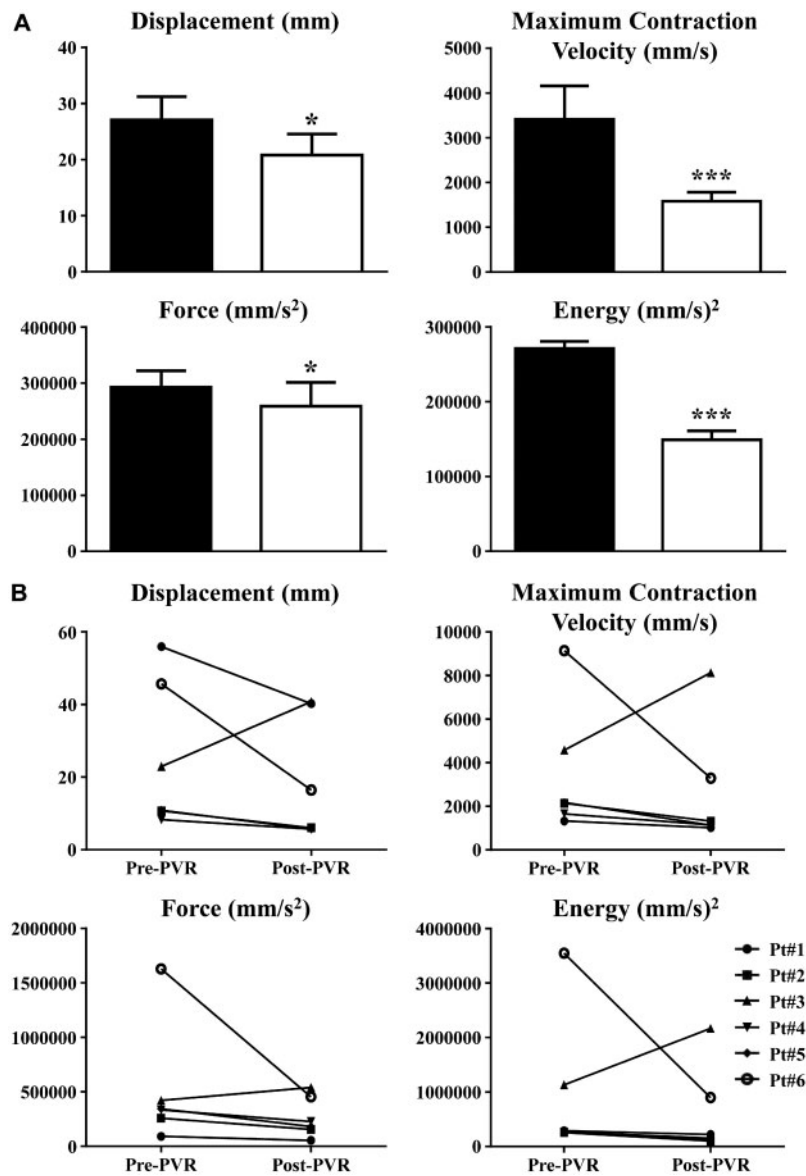 A
Displacement (mm)
40
30
20
10
0
*
Maximum Contraction
Velocity (mm/s)
5000
4000
3000
2000
1000
0
***
Force (mm/s²)
400000
300000
200000
100000
0
*
Energy (mm/s)²
300000
200000
100000
0
***
B
Displacement (mm)
60
40
20
0
Pre-PVR Post-PVR
Maximum Contraction
Velocity (mm/s)
10000
8000
6000
4000
2000
0
Pre-PVR Post-PVR
Force (mm/s²)
2000000
1500000
1000000
500000
0
Pre-PVR Post-PVR
Energy (mm/s)²
4000000
3000000
2000000
1000000
0
Pre-PVR Post-PVR
Pt#1
Pt#2
Pt#3
Pt#4
Pt#5
Pt#6